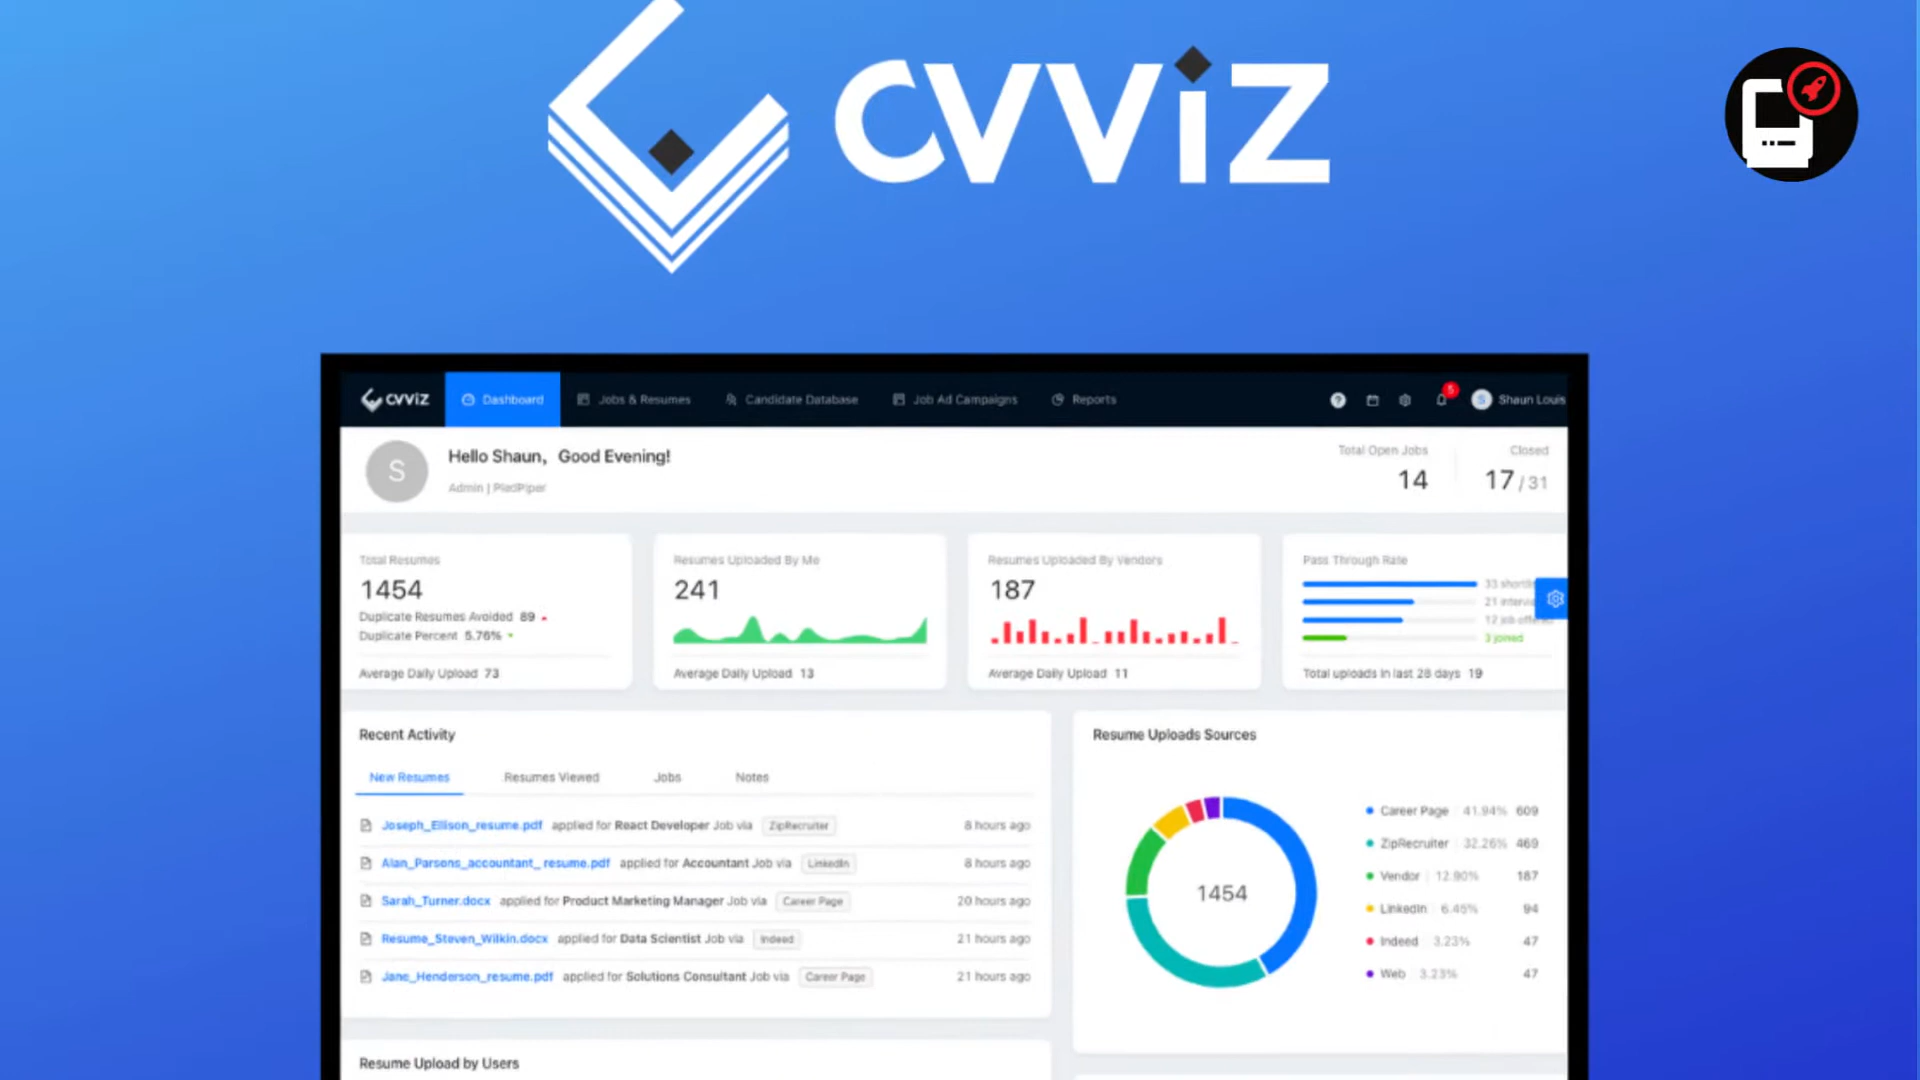 CVViZ
CVViZ Dashboard Jobs & Resumes Candidate Database Job Ad Campaigns Reports ? 5 S Shaun Louis
S Hello Shaun, Good Evening! Total Open Jobs Closed
Admin | PiedPiper 14 17 / 31
Total Resumes Resumes Uploaded By Me Resumes Uploaded By Vendors Pass Through Rate
1454 241 187 33
Duplicate Resumes Avoided 89 21
Duplicate Percent 5.76% 12 job
3 joined
Average Daily Upload 73 Average Daily Upload 13 Average Daily Upload 11 Total uploads in last 28 days 19
Recent Activity Resume Uploads Sources
New Resumes Resumes Viewed Jobs Notes
Joseph_Ellison_resume.pdf applied for React Developer Job via ZipRecruiter 8 hours ago
Alan_Parsons_accountant_ resume.pdf applied for Accountant Job via LinkedIn 8 hours ago
Sarah_Turner.docx applied for Product Marketing Manager Job via Career Page 20 hours ago
Resume_Steven_Wilkin.docx applied for Data Scientist Job via Indeed 21 hours ago
Jane_Henderson_resume.pdf applied for Solutions Consultant Job via Career Page 21 hours ago
1454
Career Page 41.94% 609
ZipRecruiter 32.26% 469
Vendor 12.90% 187
LinkedIn 6.45% 94
Indeed 3.23% 47
Web 3.23% 47
Resume Upload by Users